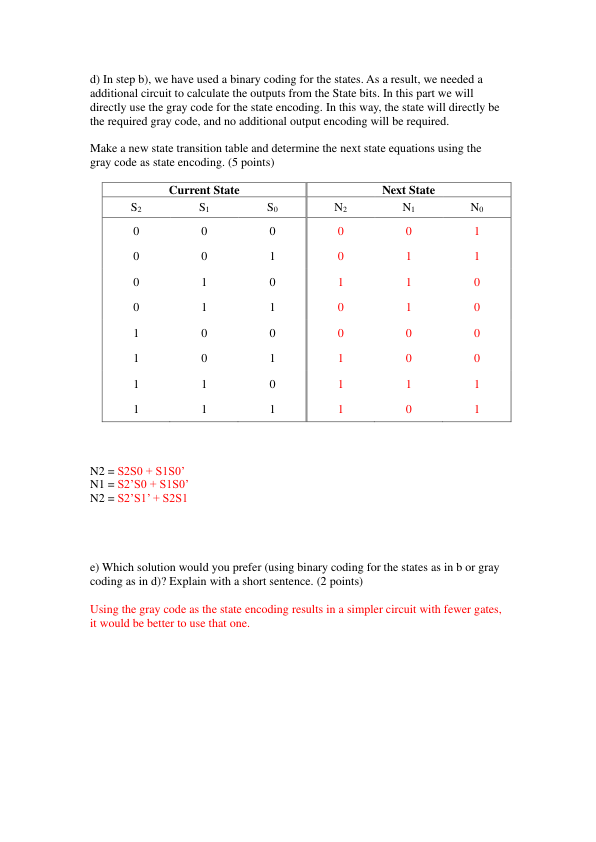 d) In step b), we have used a binary coding for the states. As a result, we needed a
additional circuit to calculate the outputs from the State bits. In this part we will
directly use the gray code for the state encoding. In this way, the state will directly be
the required gray code, and no additional output encoding will be required.
Make a new state transition table and determine the next state equations using the
gray code as state encoding. (5 points)
Current State Next State
S2 S1 S0 N2 N1 N0
0 0 0 0 0 1
0 0 1 0 1 1
0 1 0 1 1 0
0 1 1 0 1 0
1 0 0 0 0 0
1 0 1 1 0 0
1 1 0 1 1 1
1 1 1 1 0 1
N2 = S2S0 + S1S0’
N1 = S2’S0 + S1S0’
N2 = S2’S1’ + S2S1
e) Which solution would you prefer (using binary coding for the states as in b or gray
coding as in d)? Explain with a short sentence. (2 points)
Using the gray code as the state encoding results in a simpler circuit with fewer gates,
it would be better to use that one.